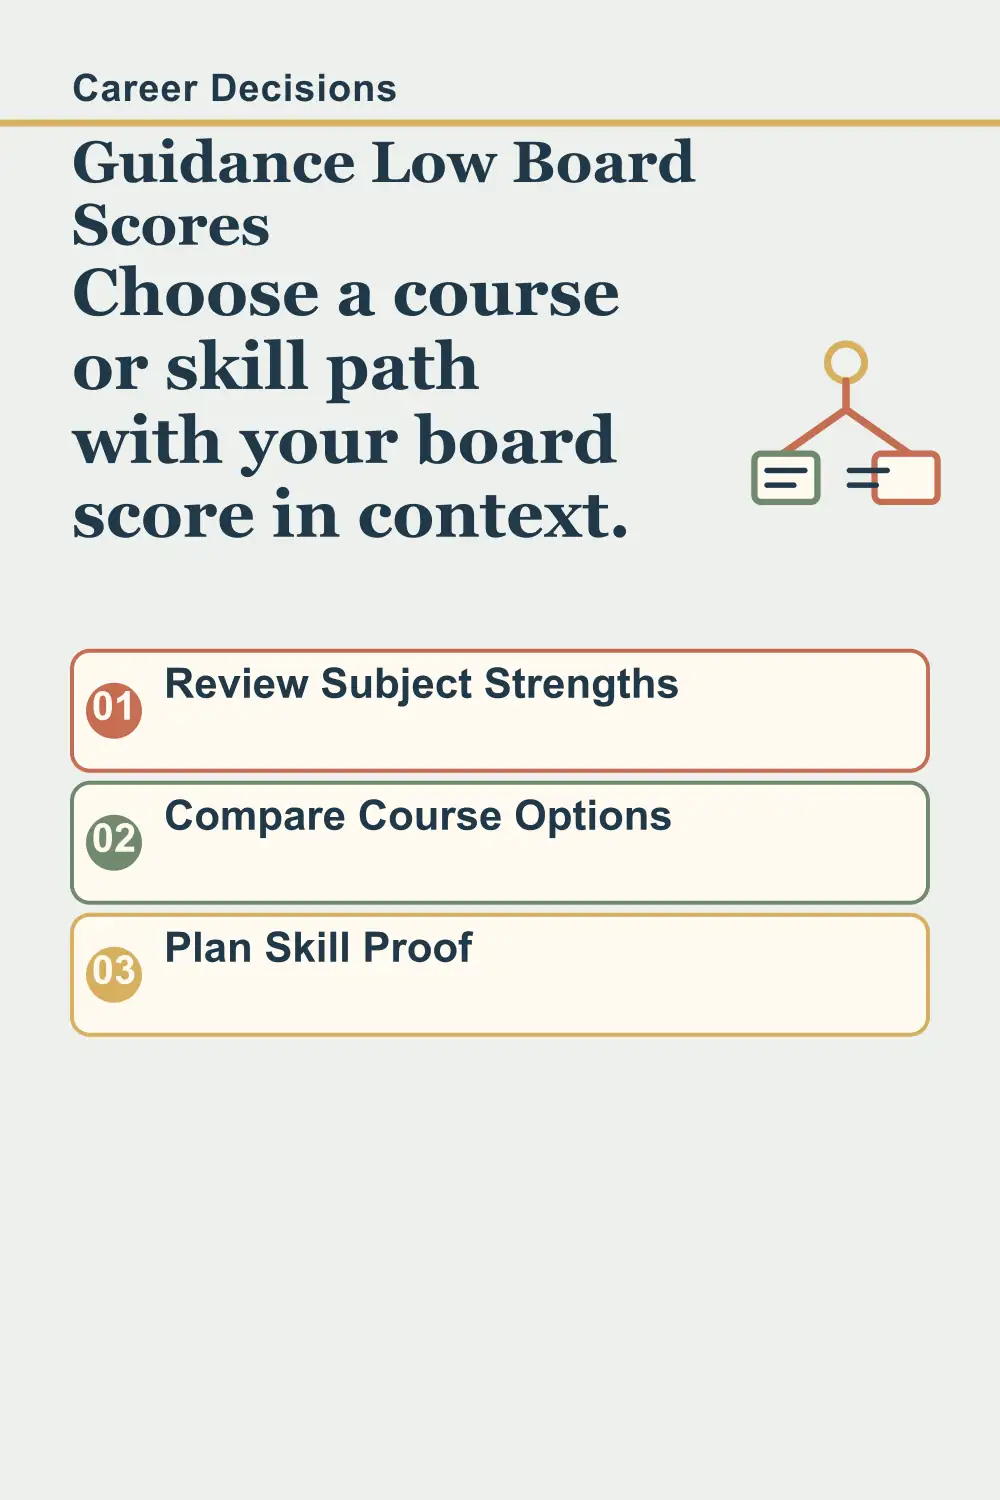 Career Decisions
Guidance Low Board
Scores
Choose a course
or skill path
with your board
score in context.
01 Review Subject Strengths
02 Compare Course Options
03 Plan Skill Proof